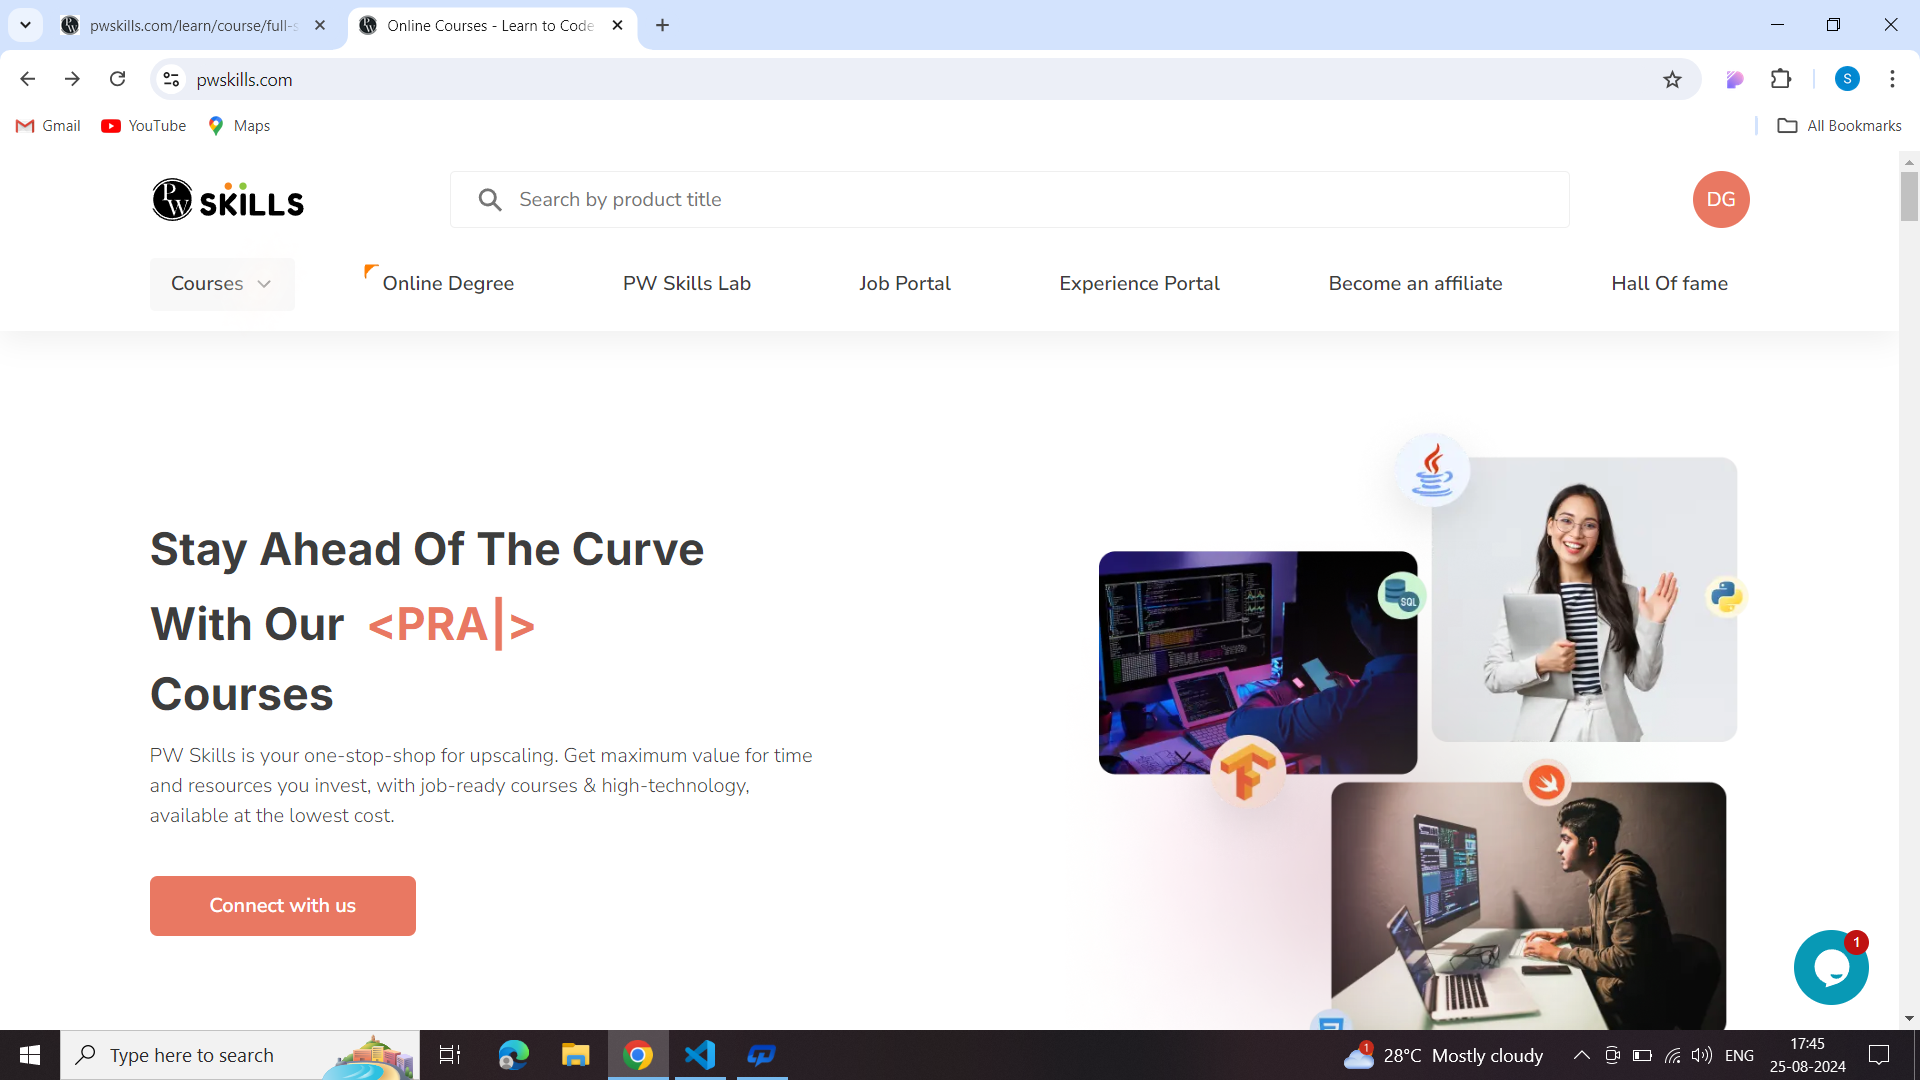 pwskills.com/learn/course/full-s
Online Courses - Learn to Code
pwskills.com
S
Gmail
YouTube
Maps
All Bookmarks
PW SKILLS
Search by product title
DG
Courses
Online Degree
PW Skills Lab
Job Portal
Experience Portal
Become an affiliate
Hall Of fame
Stay Ahead Of The Curve
With Our <PRA|>
Courses
PW Skills is your one-stop-shop for upscaling. Get maximum value for time
and resources you invest, with job-ready courses & high-technology,
available at the lowest cost.
Connect with us
SQL
1
Type here to search
1
28°C Mostly cloudy
ENG
17:45
25-08-2024